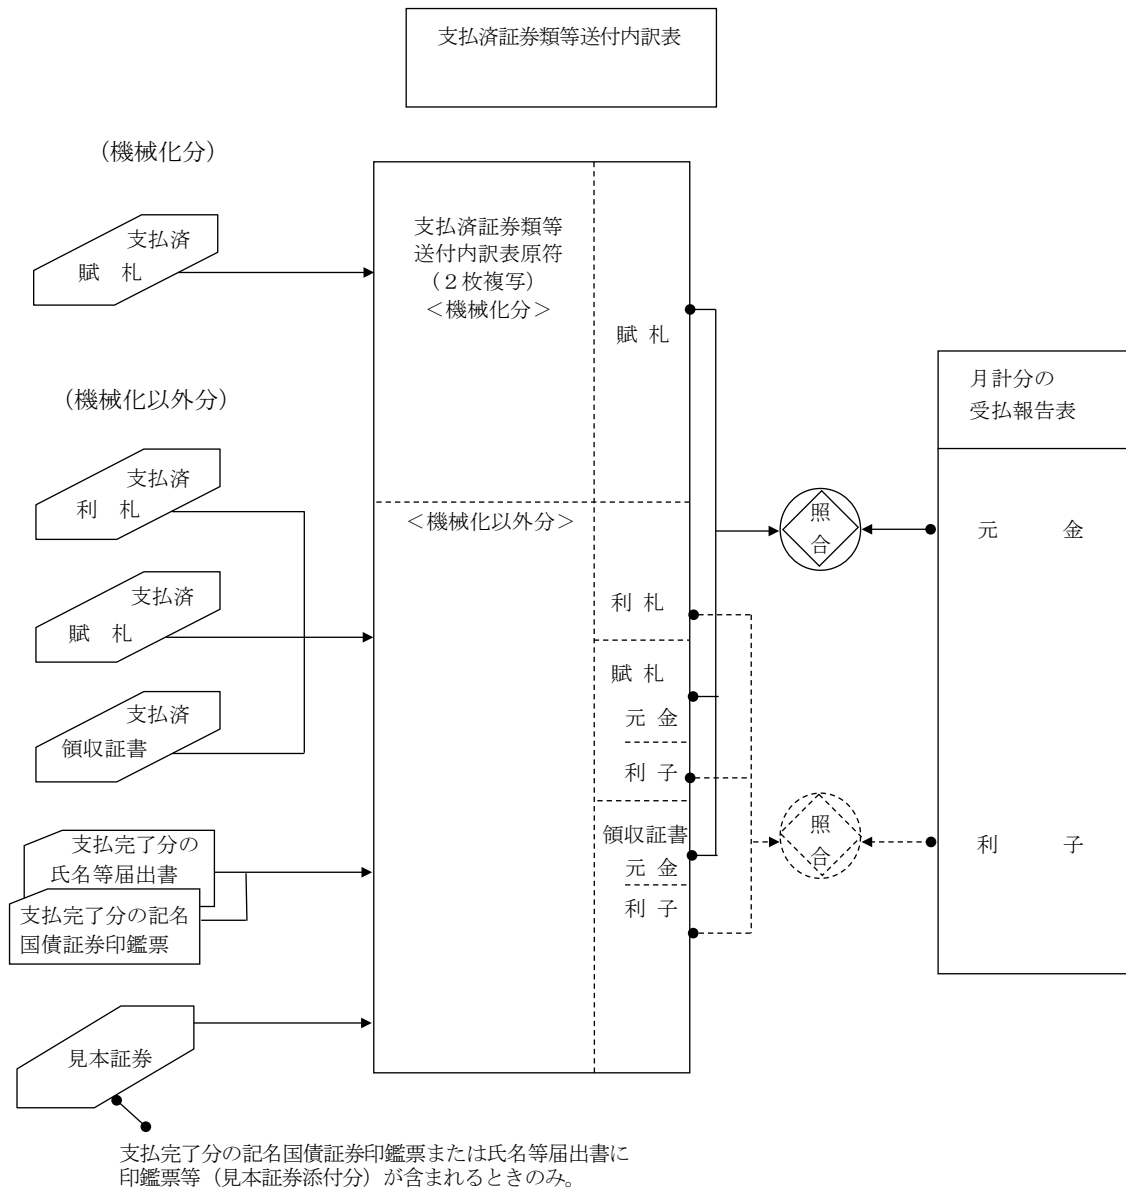 支払済証券類等送付内訳表
（機械化分）
支払済
賦　札
支払済証券類等
送付内訳表原符
（２枚複写）
＜機械化分＞
賦 札
月計分の
受払報告表
（機械化以外分）
支払済
利　札
＜機械化以外分＞
照
合
元　　　金
支払済
賦　札
利 札
賦 札
元 金
利 子
支払済
領収証書
領収証書
元 金
利 子
照
合
利　　　子
支払完了分の
氏名等届出書
支払完了分の記名
国債証券印鑑票
見本証券
支払完了分の記名国債証券印鑑票または氏名等届出書に
印鑑票等（見本証券添付分）が含まれるときのみ。